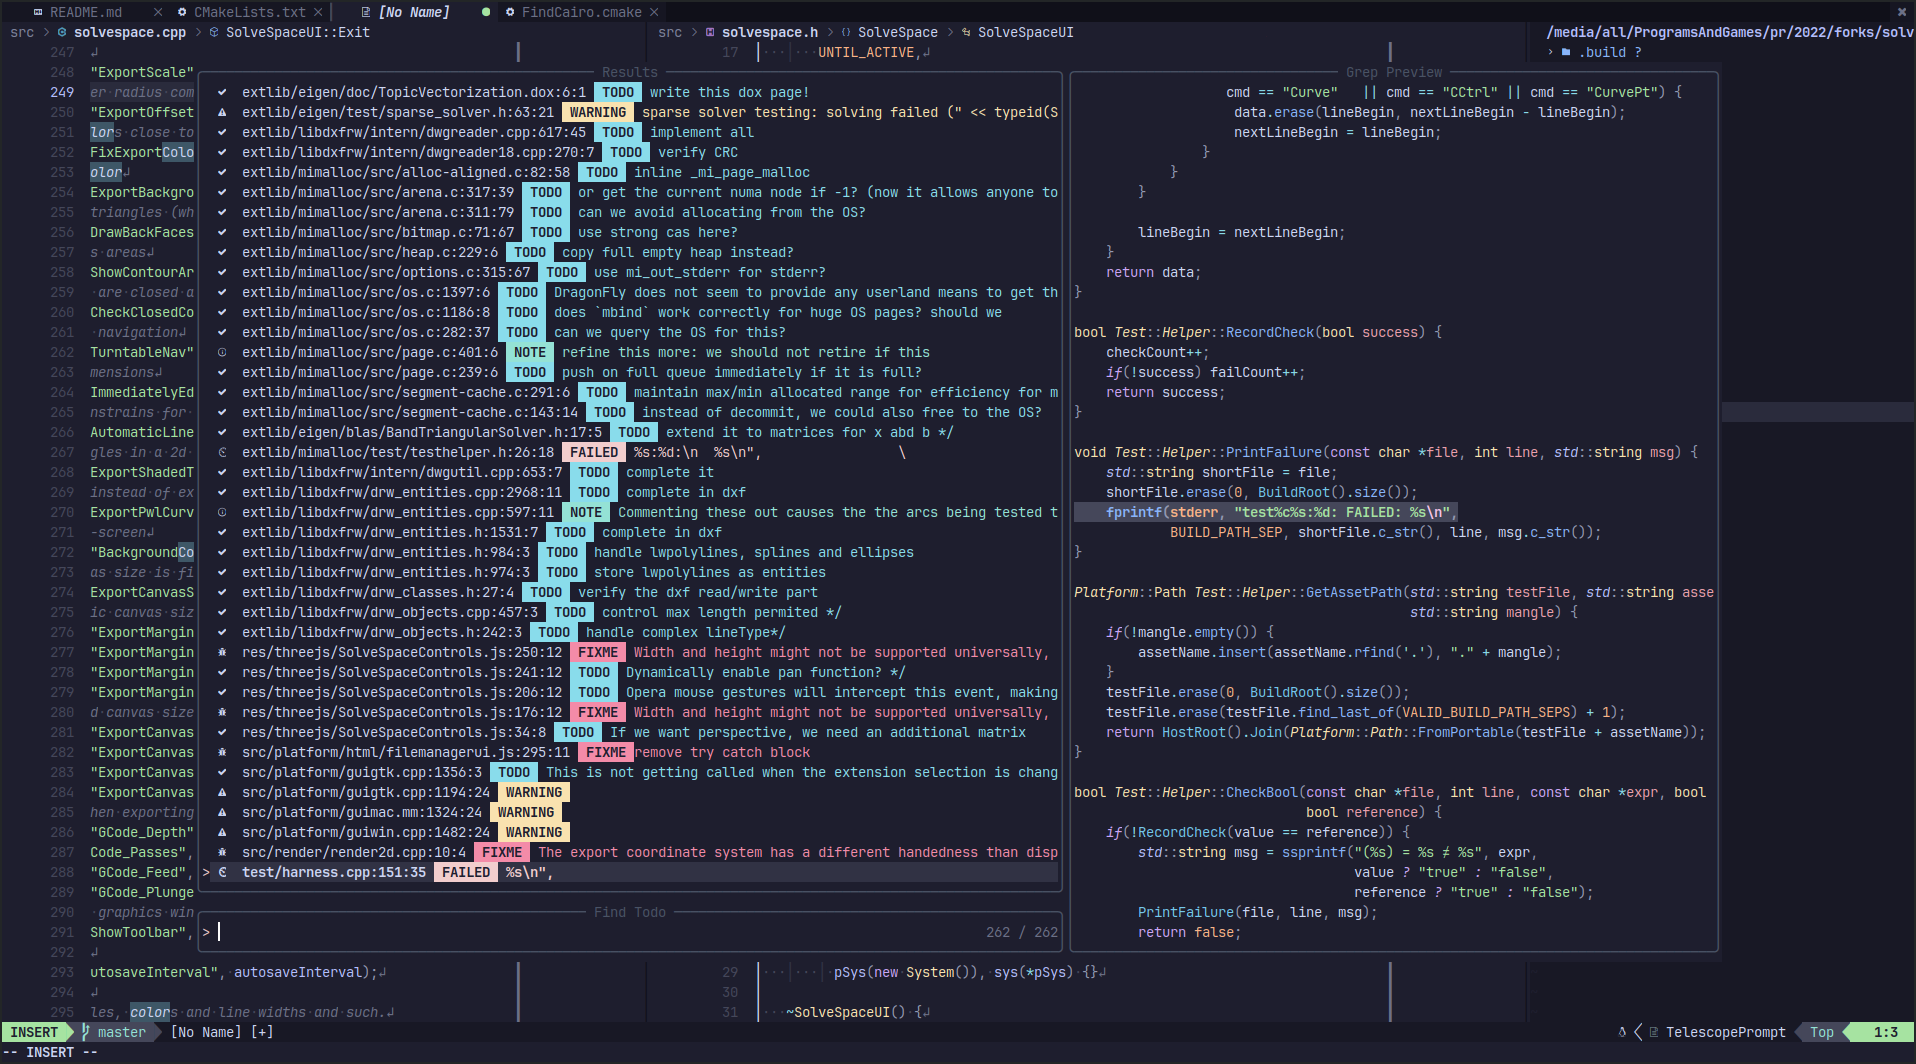 README.md ✕ CMakeLists.txt ✕ [No Name] ● FindCairo.cmake ✕
src > solvespace.cpp > SolveSpaceUI::Exit
247 ↲
248 "ExportScale"
249 er radius com
250 "ExportOffset
251 lors close to
252 FixExportColo
253 olor↲
254 ExportBackgro
255 triangles (wh
256 DrawBackFaces
257 s areas↲
258 ShowContourAr
259 are closed a
260 CheckClosedCo
261 navigation↲
262 TurntableNav"
263 mensions↲
264 ImmediatelyEd
265 nstrains for
266 AutomaticLine
267 gles in a 2d
268 ExportShadedT
269 instead of ex
270 ExportPwlCurv
271 -screen↲
272 "BackgroundCo
273 as size is fi
274 ExportCanvasS
275 ic canvas siz
276 "ExportMargin
277 "ExportMargin
278 "ExportMargin
279 "ExportMargin
280 d canvas size
281 "ExportCanvas
282 "ExportCanvas
283 "ExportCanvas
284 "ExportCanvas
285 hen exporting
286 "GCode_Depth"
287 Code_Passes",
288 "GCode_Feed",
289 "GCode_Plunge
290 graphics win
291 ShowToolbar",
292 ↲
293 utosaveInterval", autosaveInterval);↲
294 ↲
295 les, colors and line widths and such.↲
src > solvespace.h > {} SolveSpace > SolveSpaceUI
17 UNTIL_ACTIVE,↲
29 pSys(new System()), sys(*pSys) {}↲
30
31 ~SolveSpaceUI() {↲
/media/all/ProgramsAndGames/pr/2022/forks/solv
> .build ?
Results
extlib/eigen/doc/TopicVectorization.dox:6:1 TODO write this dox page!
extlib/eigen/test/sparse_solver.h:63:21 WARNING sparse solver testing: solving failed (" << typeid(S
extlib/libdxfrw/intern/dwgreader.cpp:617:45 TODO implement all
extlib/libdxfrw/intern/dwgreader18.cpp:270:7 TODO verify CRC
extlib/mimalloc/src/alloc-aligned.c:82:58 TODO inline _mi_page_malloc
extlib/mimalloc/src/arena.c:317:39 TODO or get the current numa node if -1? (now it allows anyone to
extlib/mimalloc/src/arena.c:311:79 TODO can we avoid allocating from the OS?
extlib/mimalloc/src/bitmap.c:71:67 TODO use strong cas here?
extlib/mimalloc/src/heap.c:229:6 TODO copy full empty heap instead?
extlib/mimalloc/src/options.c:315:67 TODO use mi_out_stderr for stderr?
extlib/mimalloc/src/os.c:1397:6 TODO DragonFly does not seem to provide any userland means to get th
extlib/mimalloc/src/os.c:1186:8 TODO does `mbind` work correctly for huge OS pages? should we
extlib/mimalloc/src/os.c:282:37 TODO can we query the OS for this?
extlib/mimalloc/src/page.c:401:6 NOTE refine this more: we should not retire if this
extlib/mimalloc/src/page.c:239:6 TODO push on full queue immediately if it is full?
extlib/mimalloc/src/segment-cache.c:291:6 TODO maintain max/min allocated range for efficiency for m
extlib/mimalloc/src/segment-cache.c:143:14 TODO instead of decommit, we could also free to the OS?
extlib/eigen/blas/BandTriangularSolver.h:17:5 TODO extend it to matrices for x abd b */
extlib/mimalloc/test/testhelper.h:26:18 FAILED %s:%d:\n %s\n", \
extlib/libdxfrw/intern/dwgutil.cpp:653:7 TODO complete it
extlib/libdxfrw/drw_entities.cpp:2968:11 TODO complete in dxf
extlib/libdxfrw/drw_entities.cpp:597:11 NOTE Commenting these out causes the the arcs being tested t
extlib/libdxfrw/drw_entities.h:1531:7 TODO complete in dxf
extlib/libdxfrw/drw_entities.h:984:3 TODO handle lwpolylines, splines and ellipses
extlib/libdxfrw/drw_entities.h:974:3 TODO store lwpolylines as entities
extlib/libdxfrw/drw_classes.h:27:4 TODO verify the dxf read/write part
extlib/libdxfrw/drw_objects.cpp:457:3 TODO control max length permited */
extlib/libdxfrw/drw_objects.h:242:3 TODO handle complex lineType*/
res/threejs/SolveSpaceControls.js:250:12 FIXME Width and height might not be supported universally,
res/threejs/SolveSpaceControls.js:241:12 TODO Dynamically enable pan function? */
res/threejs/SolveSpaceControls.js:206:12 TODO Opera mouse gestures will intercept this event, making
res/threejs/SolveSpaceControls.js:176:12 FIXME Width and height might not be supported universally,
res/threejs/SolveSpaceControls.js:34:8 TODO If we want perspective, we need an additional matrix
src/platform/html/filemanagerui.js:295:11 FIXME remove try catch block
src/platform/guigtk.cpp:1356:3 TODO This is not getting called when the extension selection is chang
src/platform/guigtk.cpp:1194:24 WARNING
src/platform/guimac.mm:1324:24 WARNING
src/platform/guiwin.cpp:1482:24 WARNING
src/render/render2d.cpp:10:4 FIXME The export coordinate system has a different handedness than disp
> test/harness.cpp:151:35 FAILED %s\n",
Find Todo
> 262 / 262
Grep Preview
cmd == "Curve" || cmd == "CCtrl" || cmd == "CurvePt") {
data.erase(lineBegin, nextLineBegin - lineBegin);
nextLineBegin = lineBegin;
}
}
}
lineBegin = nextLineBegin;
}
return data;
}
bool Test::Helper::RecordCheck(bool success) {
checkCount++;
if(!success) failCount++;
return success;
}
void Test::Helper::PrintFailure(const char *file, int line, std::string msg) {
std::string shortFile = file;
shortFile.erase(0, BuildRoot().size());
fprintf(stderr, "test%c%s:%d: FAILED: %s\n",
BUILD_PATH_SEP, shortFile.c_str(), line, msg.c_str());
}
Platform::Path Test::Helper::GetAssetPath(std::string testFile, std::string asse
std::string mangle) {
if(!mangle.empty()) {
assetName.insert(assetName.rfind('.'), "." + mangle);
}
testFile.erase(0, BuildRoot().size());
testFile.erase(testFile.find_last_of(VALID_BUILD_PATH_SEPS) + 1);
return HostRoot().Join(Platform::Path::FromPortable(testFile + assetName));
}
bool Test::Helper::CheckBool(const char *file, int line, const char *expr, bool
bool reference) {
if(!RecordCheck(value == reference)) {
std::string msg = ssprintf("(%s) = %s ≠ %s", expr,
value ? "true" : "false",
reference ? "true" : "false");
PrintFailure(file, line, msg);
return false;
INSERT master [No Name] [+] TelescopePrompt Top 1:3
-- INSERT --